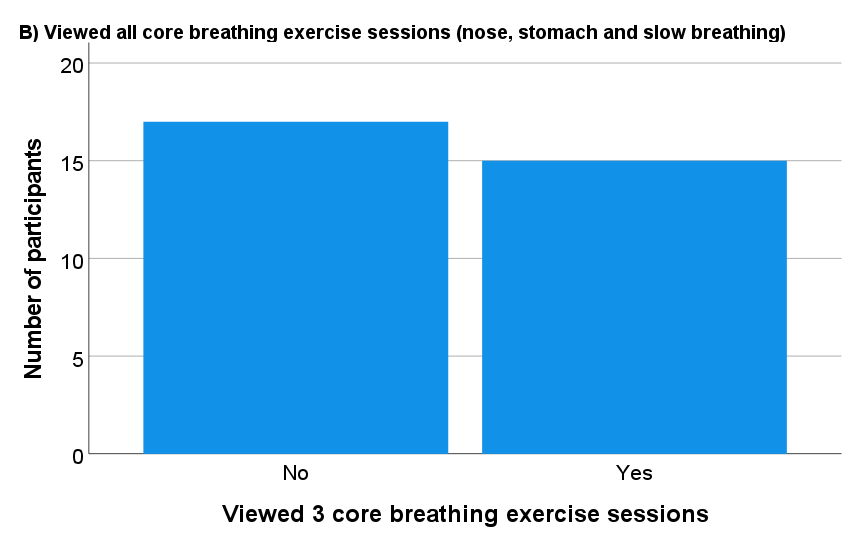 B) Viewed all core breathing exercise sessions (nose, stomach and slow breathing)
Number of participants
20
15
10
5
0
No
Yes
Viewed 3 core breathing exercise sessions